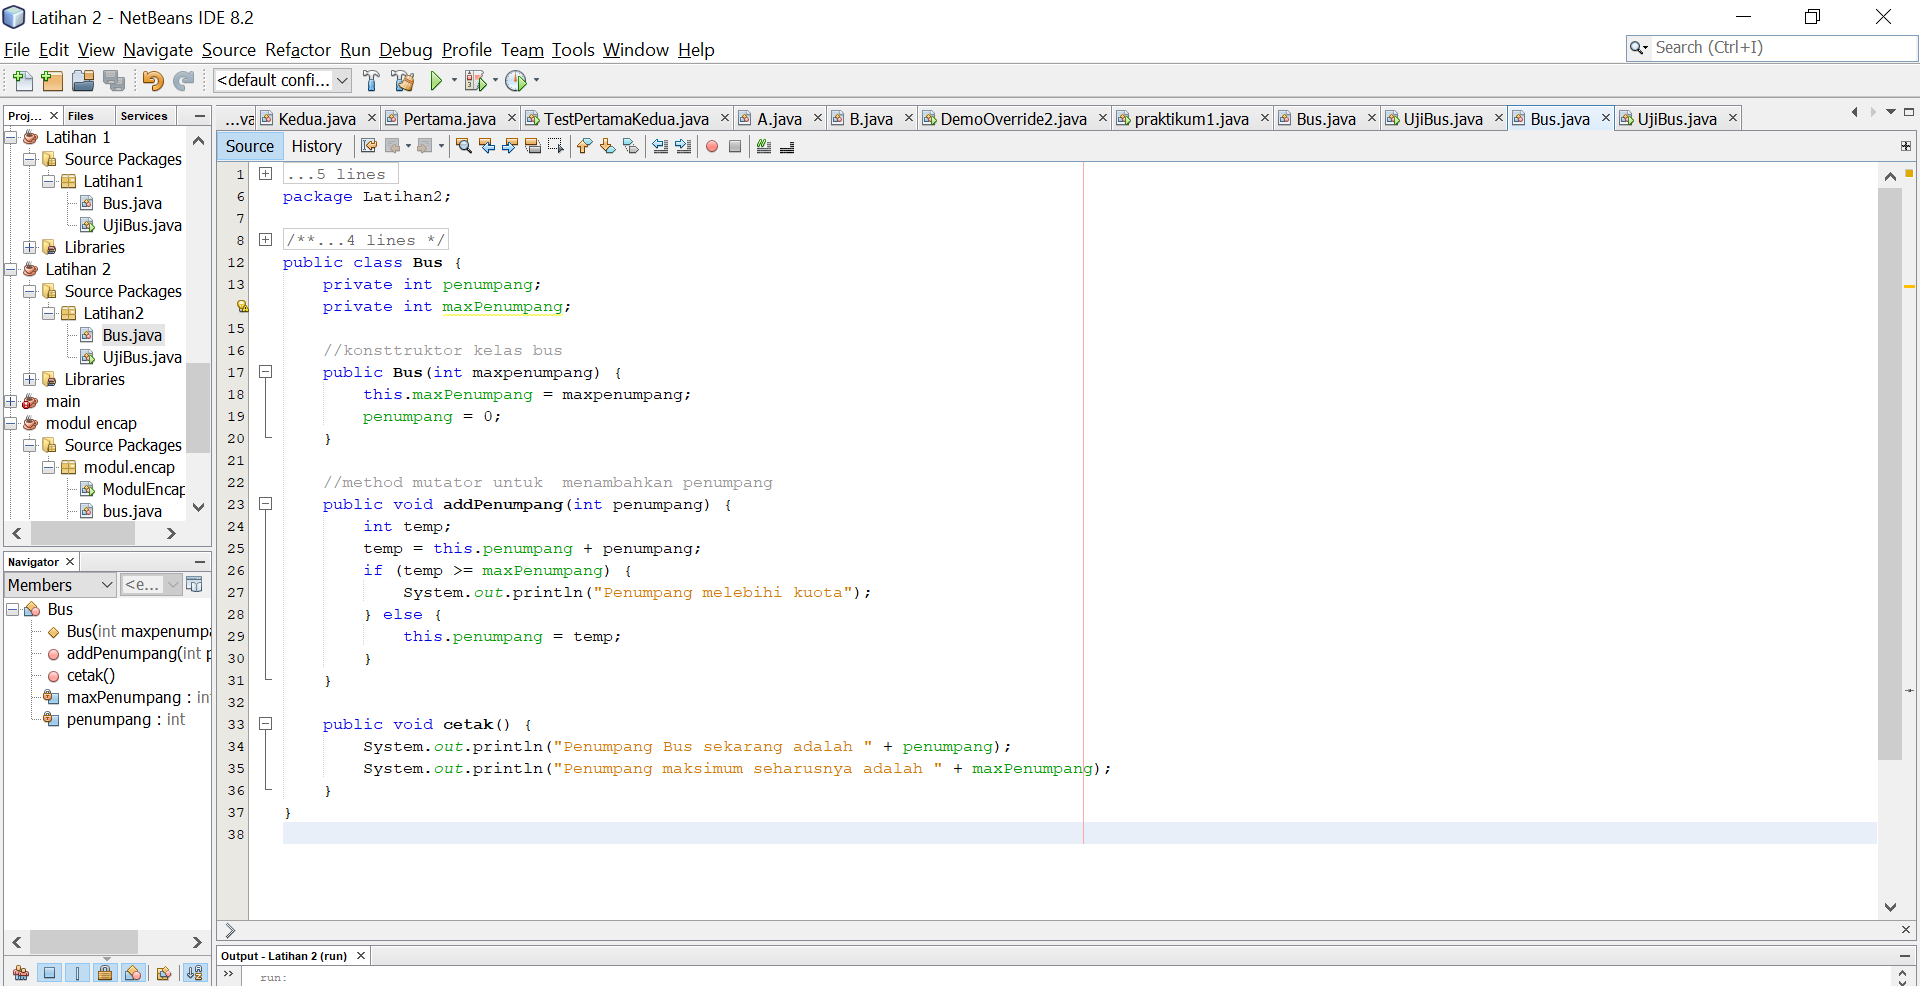 Latihan 2 - NetBeans IDE 8.2
File Edit View Navigate Source Refactor Run Debug Profile Team Tools Window Help
Search (Ctrl+I)
<default confi...
Proj... Files Services
Latihan 1
Source Packages
Latihan1
Bus.java
UjiBus.java
Libraries
Latihan 2
Source Packages
Latihan2
Bus.java
UjiBus.java
Libraries
main
modul encap
Source Packages
modul.encap
ModulEncap
bus.java
Navigator
Members <e...
Bus
Bus(int maxpenumpa
addPenumpang(int p
cetak()
maxPenumpang : int
penumpang : int
...va Kedua.java Pertama.java TestPertamaKedua.java A.java B.java DemoOverride2.java praktikum1.java Bus.java UjiBus.java Bus.java UjiBus.java
Source History
1 ...5 lines
6 package Latihan2;
7
8 /**...4 lines */
12 public class Bus {
13 private int penumpang;
private int maxPenumpang;
15
16 //konsttruktor kelas bus
17 public Bus(int maxpenumpang) {
18 this.maxPenumpang = maxpenumpang;
19 penumpang = 0;
20 }
21
22 //method mutator untuk  menambahkan penumpang
23 public void addPenumpang(int penumpang) {
24 int temp;
25 temp = this.penumpang + penumpang;
26 if (temp >= maxPenumpang) {
27 System.out.println("Penumpang melebihi kuota");
28 } else {
29 this.penumpang = temp;
30 }
31 }
32
33 public void cetak() {
34 System.out.println("Penumpang Bus sekarang adalah " + penumpang);
35 System.out.println("Penumpang maksimum seharusnya adalah " + maxPenumpang);
36 }
37 }
38
Output - Latihan 2 (run)
run: